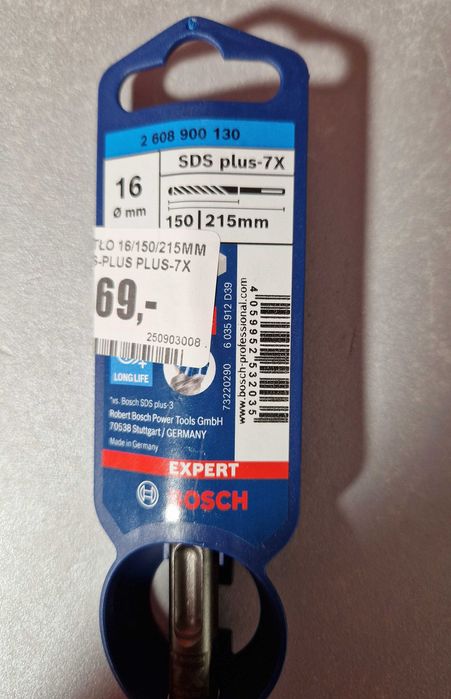 2 608 900 130
SDS plus-7X
16
Ø mm
150 | 215mm
TŁO 16/150/215MM
S-PLUS PLUS-7X
69,-
250903008
LONG LIFE
*vs. Bosch SDS plus-3
Robert Bosch Power Tools GmbH
70538 Stuttgart / GERMANY
Made in Germany
73220290 6 035 912 D39
www.bosch-professional.com
4 059952 532035
EXPERT
BOSCH